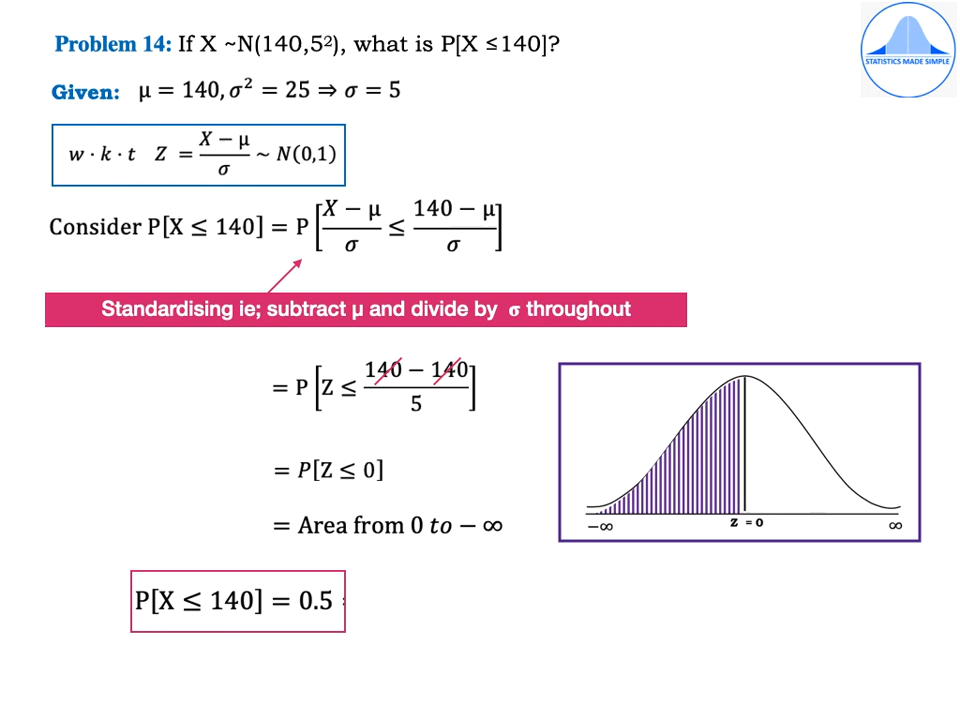 Problem 14: If X ~N(140,5²), what is P[X ≤140]?
STATISTICS MADE SIMPLE
Given: μ = 140, σ² = 25 ⇒ σ = 5
w · k · t Z = (X − μ)/σ ~ N(0,1)
Consider P[X ≤ 140] = P[(X − μ)/σ ≤ (140 − μ)/σ]
Standardising ie; subtract μ and divide by σ throughout
= P[Z ≤ (140 − 140)/5]
= P[Z ≤ 0]
= Area from 0 to − ∞
−∞ Z = 0 ∞
P[X ≤ 140] = 0.5